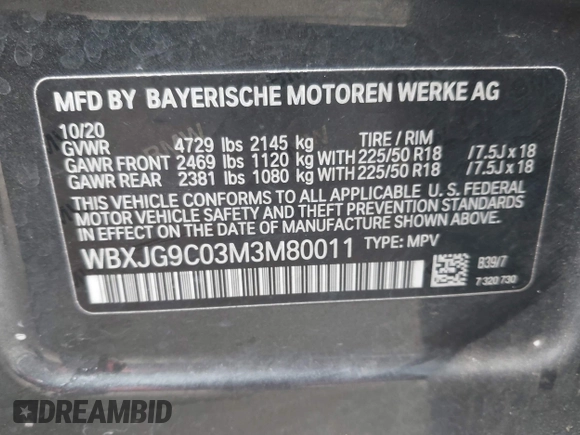 MFD BY BAYERISCHE MOTOREN WERKE AG
10/20
GVWR 4729 lbs 2145 kg TIRE / RIM
GAWR FRONT 2469 lbs 1120 kg WITH 225/50 R18 / 7.5J x 18
GAWR REAR 2381 lbs 1080 kg WITH 225/50 R18 / 7.5J x 18
THIS VEHICLE CONFORMS TO ALL APPLICABLE U.S. FEDERAL
MOTOR VEHICLE SAFETY AND THEFT PREVENTION STANDARDS
IN EFFECT ON THE DATE OF MANUFACTURE SHOWN ABOVE.
WBXJG9C03M3M80011 TYPE: MPV
B39/7
7 320 730
DREAMBID